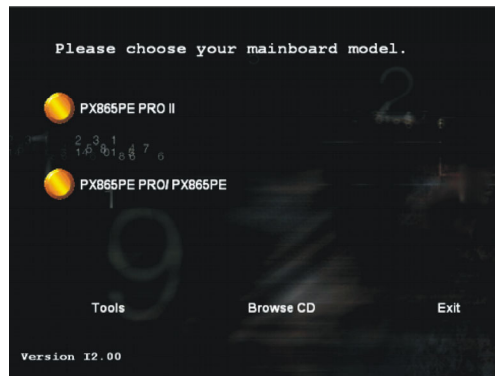 Please choose your mainboard model.
PX865PE PRO II
PX865PE PRO/ PX865PE
Tools Browse CD Exit
Version I2.00